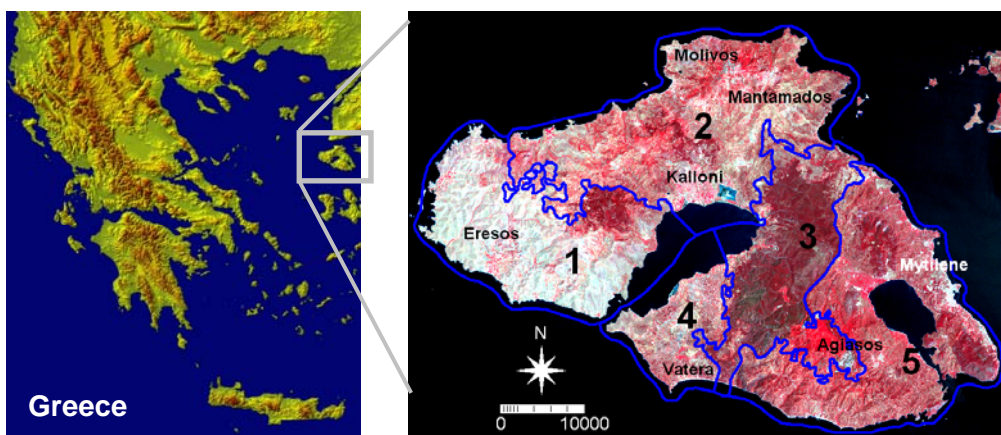 Greece
Molivos
Mantamados
2
Kalloni
3
Eresos
1
Mytilene
4
Agiasos
5
Vatera
N
0 10000